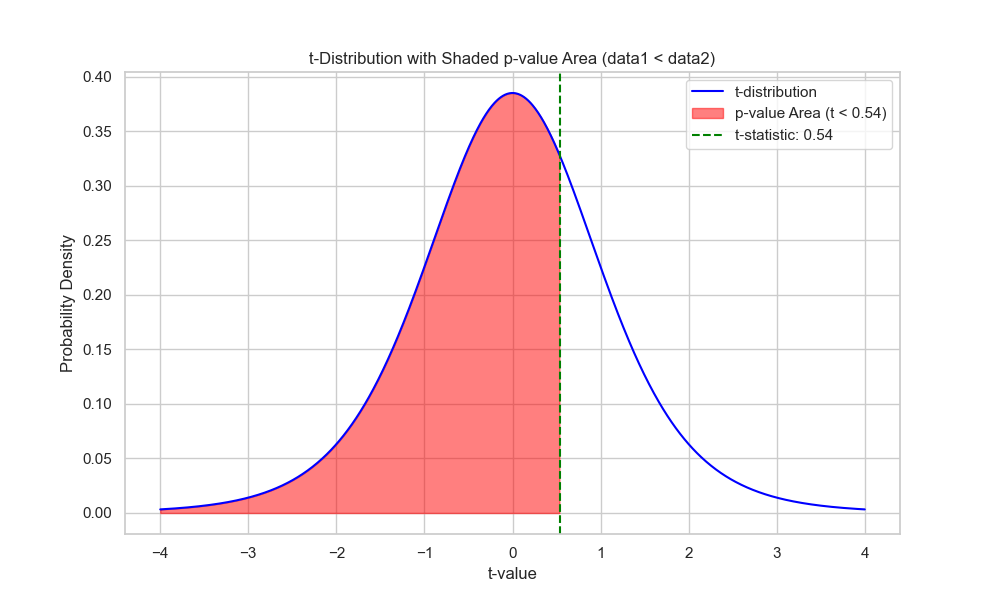 t-Distribution with Shaded p-value Area (data1 < data2)
t-distribution
p-value Area (t < 0.54)
t-statistic: 0.54
Probability Density
0.40
0.35
0.30
0.25
0.20
0.15
0.10
0.05
0.00
−4 −3 −2 −1 0 1 2 3 4
t-value